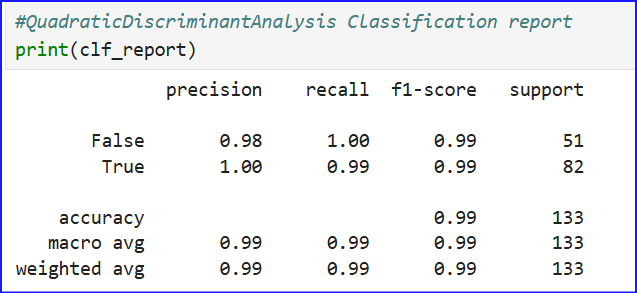 #QuadraticDiscriminantAnalysis Classification report
print(clf_report)
precision recall f1-score support
False 0.98 1.00 0.99 51
True 1.00 0.99 0.99 82
accuracy 0.99 133
macro avg 0.99 0.99 0.99 133
weighted avg 0.99 0.99 0.99 133